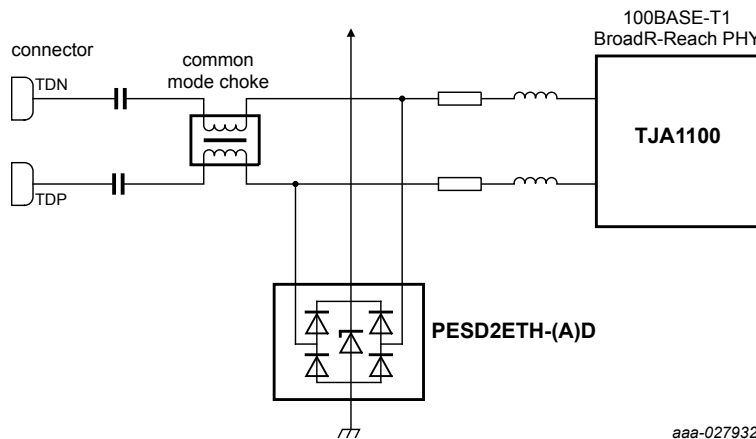 100BASE-T1
BroadR-Reach PHY
connector
common
mode choke
TDN
TJA1100
TDP
PESD2ETH-(A)D
aaa-027932